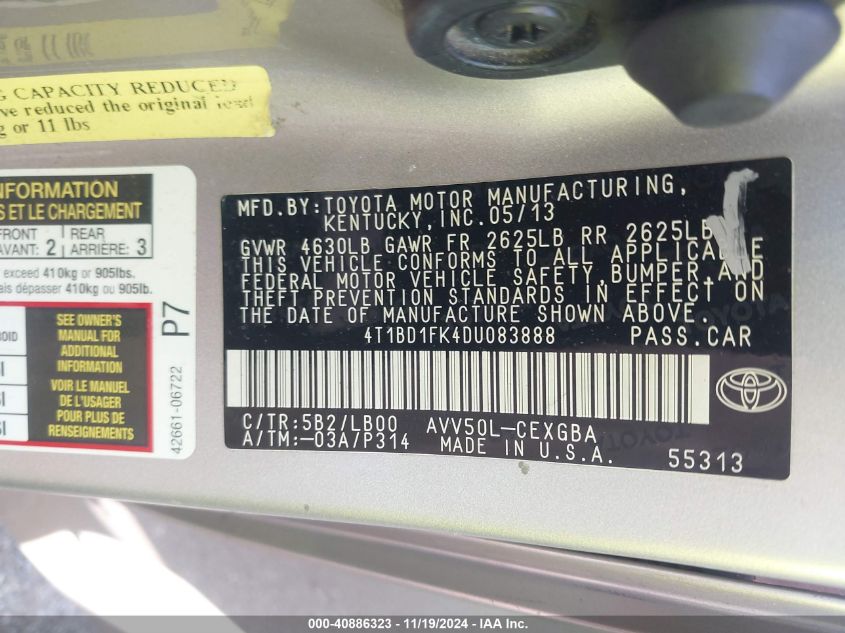 G CAPACITY REDUCED
ve reduced the original load
g or 11 lbs
INFORMATION
S ET LE CHARGEMENT
FRONT
AVANT: 2
REAR
ARRIÈRE: 3
exceed 410kg or 905lbs.
ais dépasser 410kg ou 905lb.
SEE OWNER'S
MANUAL FOR
ADDITIONAL
INFORMATION
VOIR LE MANUEL
DE L'USAGER
POUR PLUS DE
RENSEIGNEMENTS
P7
42661-06722
MFD.BY:TOYOTA MOTOR MANUFACTURING,
KENTUCKY,INC.05/13
GVWR 4630LB GAWR FR 2625LB RR 2625LB
THIS VEHICLE CONFORMS TO ALL APPLICABLE
FEDERAL MOTOR VEHICLE SAFETY,BUMPER,AND
THEFT PREVENTION STANDARDS IN EFFECT ON
THE DATE OF MANUFACTURE SHOWN ABOVE.
4T1BD1FK4DU083888 PASS.CAR
C/TR:5B2/LB00 AVV50L-CEXGBA
A/TM:-03A/P314 MADE IN U.S.A. 55313
000-40886323 - 11/19/2024 - IAA Inc.